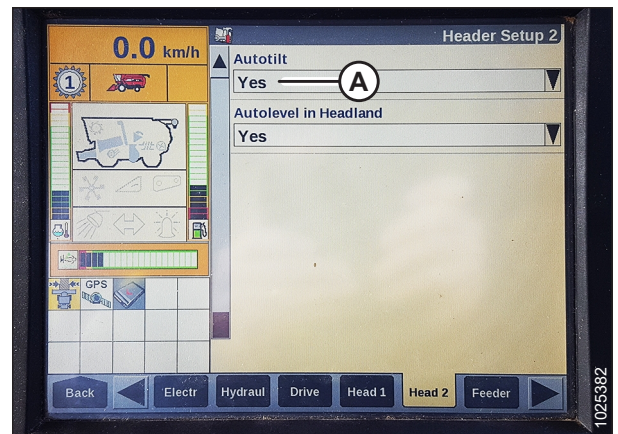 Header Setup 2
0.0 km/h
1
Autotilt
Yes
A
Autolevel in Headland
Yes
GPS
Back
Electr
Hydraul
Drive
Head 1
Head 2
Feeder
1025382